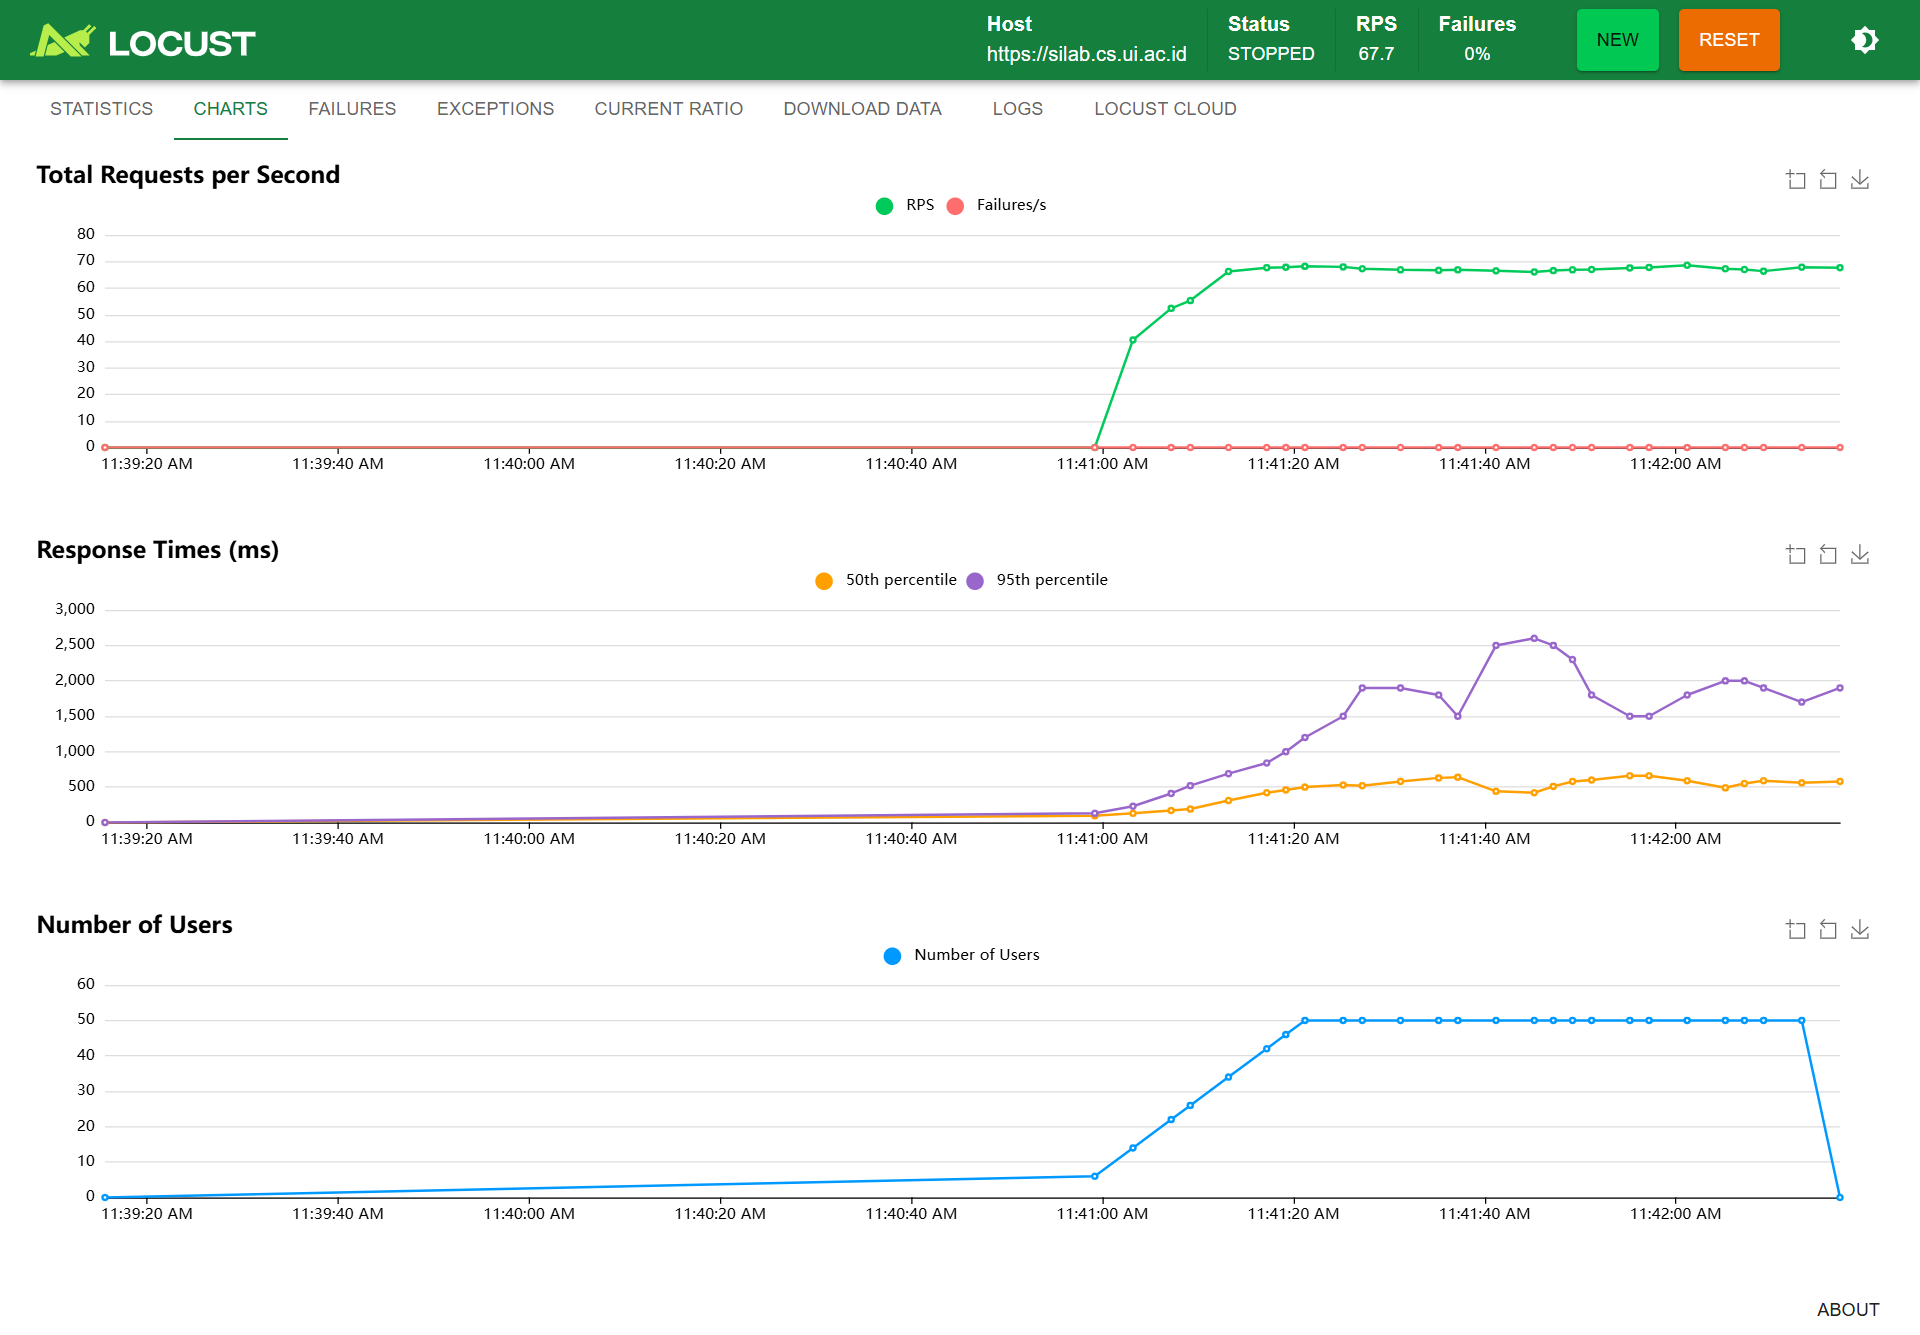 LOCUST
Host
https://silab.cs.ui.ac.id
Status
STOPPED
RPS
67.7
Failures
0%
NEW
RESET
STATISTICS CHARTS FAILURES EXCEPTIONS CURRENT RATIO DOWNLOAD DATA LOGS LOCUST CLOUD
Total Requests per Second
RPS Failures/s
80
70
60
50
40
30
20
10
0
11:39:20 AM 11:39:40 AM 11:40:00 AM 11:40:20 AM 11:40:40 AM 11:41:00 AM 11:41:20 AM 11:41:40 AM 11:42:00 AM
Response Times (ms)
50th percentile 95th percentile
3,000
2,500
2,000
1,500
1,000
500
0
11:39:20 AM 11:39:40 AM 11:40:00 AM 11:40:20 AM 11:40:40 AM 11:41:00 AM 11:41:20 AM 11:41:40 AM 11:42:00 AM
Number of Users
Number of Users
60
50
40
30
20
10
0
11:39:20 AM 11:39:40 AM 11:40:00 AM 11:40:20 AM 11:40:40 AM 11:41:00 AM 11:41:20 AM 11:41:40 AM 11:42:00 AM
ABOUT